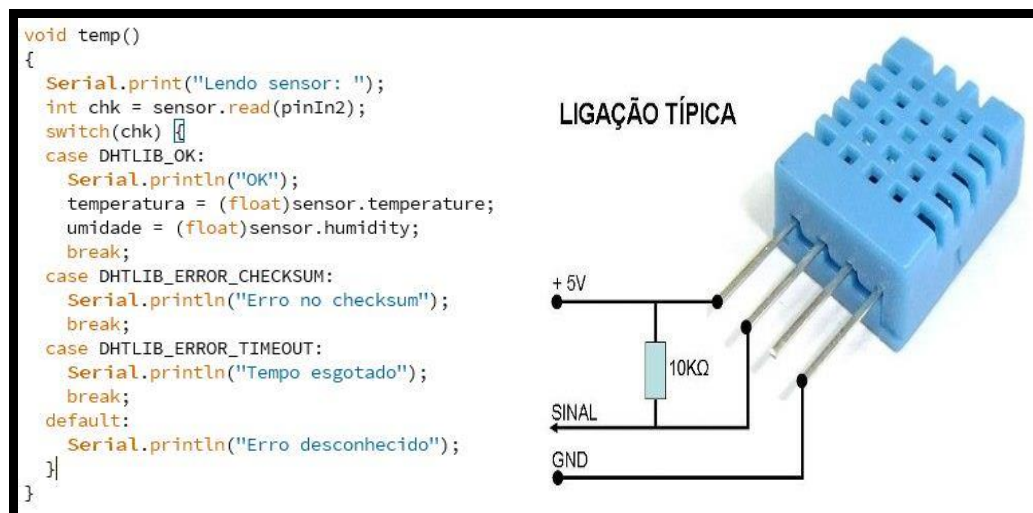 void temp()
{
  Serial.print("Lendo sensor: ");
  int chk = sensor.read(pinIn2);
  switch(chk) {
  case DHTLIB_OK:
    Serial.println("OK");
    temperatura = (float)sensor.temperature;
    umidade = (float)sensor.humidity;
    break;
  case DHTLIB_ERROR_CHECKSUM:
    Serial.println("Erro no checksum");
    break;
  case DHTLIB_ERROR_TIMEOUT:
    Serial.println("Tempo esgotado");
    break;
  default:
    Serial.println("Erro desconhecido");
  }
}
LIGAÇÃO TÍPICA
+ 5V
10KΩ
SINAL
GND